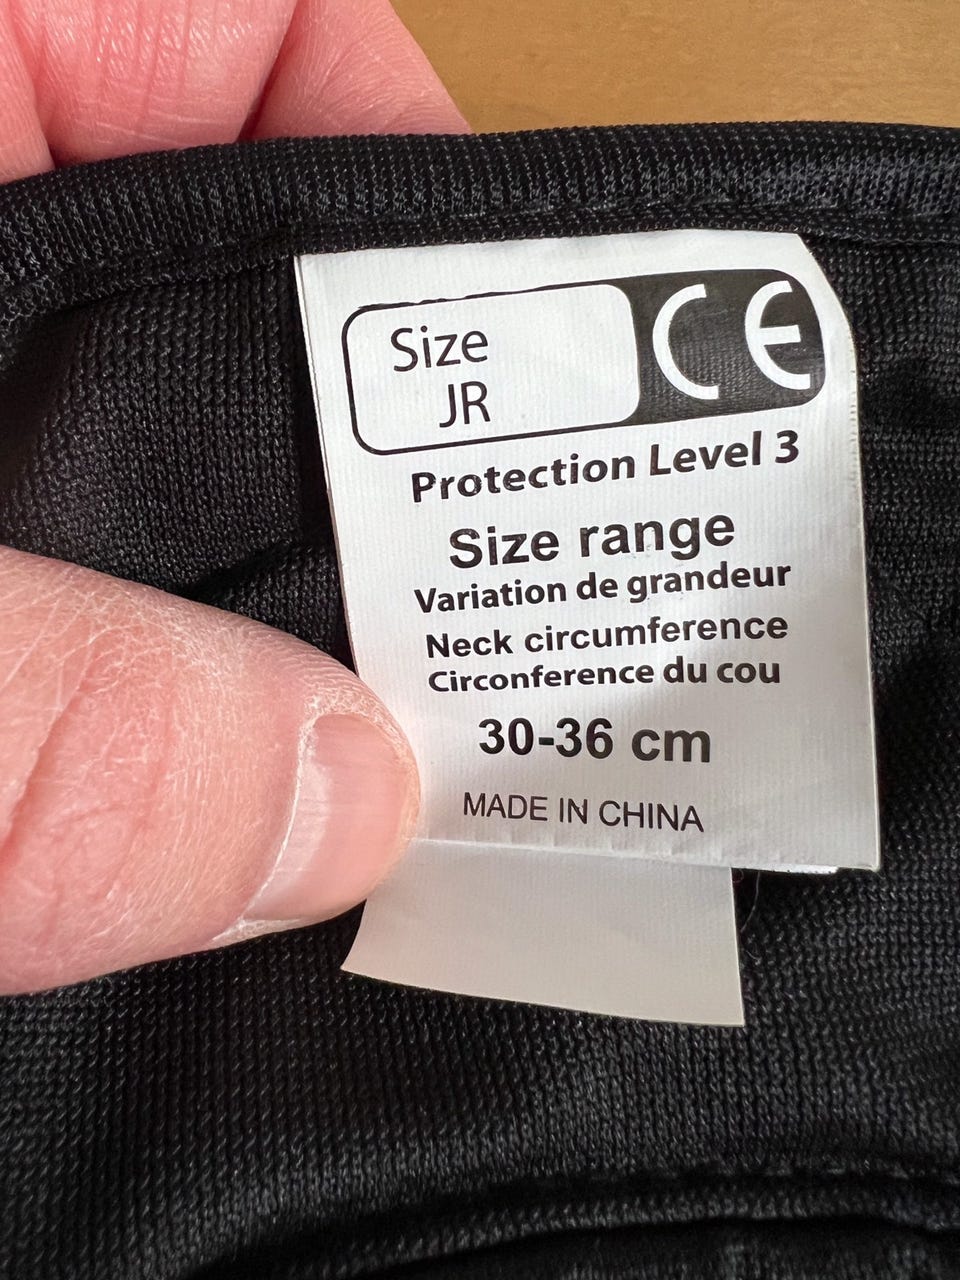 Size
JR
CE
Protection Level 3
Size range
Variation de grandeur
Neck circumference
Circonference du cou
30-36 cm
MADE IN CHINA